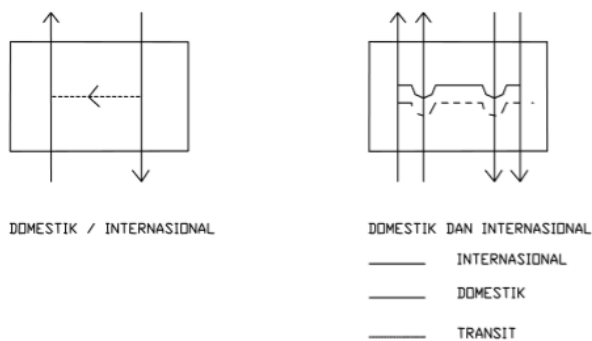 DOMESTIK / INTERNASIONAL
DOMESTIK DAN INTERNASIONAL
INTERNASIONAL
DOMESTIK
TRANSIT